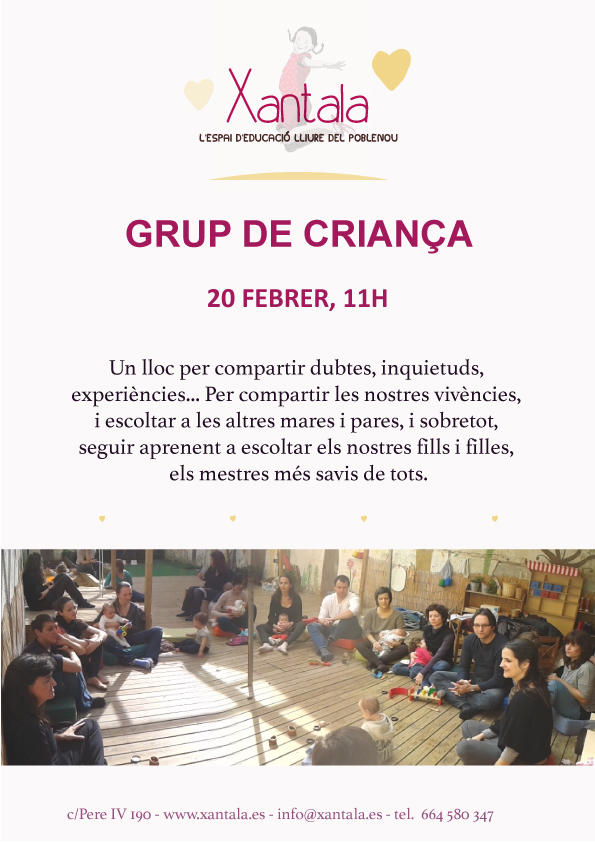 Xantala
L'ESPAI D'EDUCACIÓ LLIURE DEL POBLENOU
GRUP DE CRIANÇA
20 FEBRER, 11H
Un lloc per compartir dubtes, inquietuds,
experiències... Per compartir les nostres vivències,
i escoltar a les altres mares i pares, i sobretot,
seguir aprenent a escoltar els nostres fills i filles,
els mestres més savis de tots.
c/Pere IV 190 - www.xantala.es - info@xantala.es - tel. 664 580 347